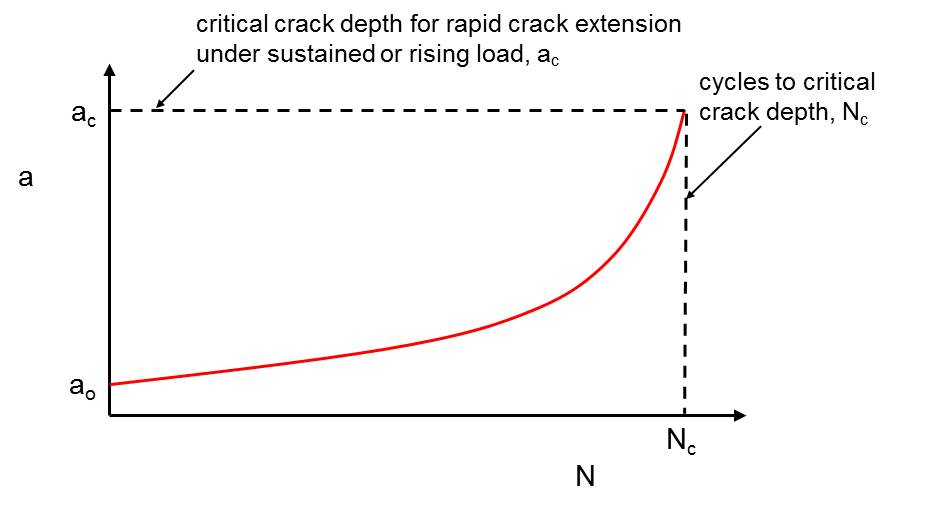 critical crack depth for rapid crack extension
under sustained or rising load, ac
cycles to critical
crack depth, Nc
ac
a
ao
Nc
N